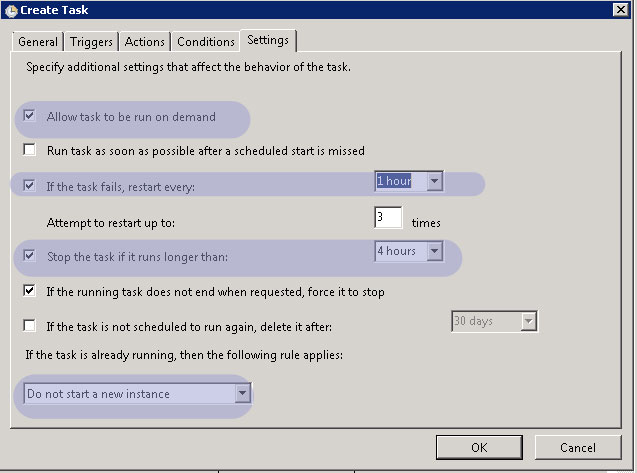 Create Task
General Triggers Actions Conditions Settings
Specify additional settings that affect the behavior of the task.
Allow task to be run on demand
Run task as soon as possible after a scheduled start is missed
If the task fails, restart every: 1 hour
Attempt to restart up to: 3 times
Stop the task if it runs longer than: 4 hours
If the running task does not end when requested, force it to stop
If the task is not scheduled to run again, delete it after: 30 days
If the task is already running, then the following rule applies:
Do not start a new instance
OK Cancel